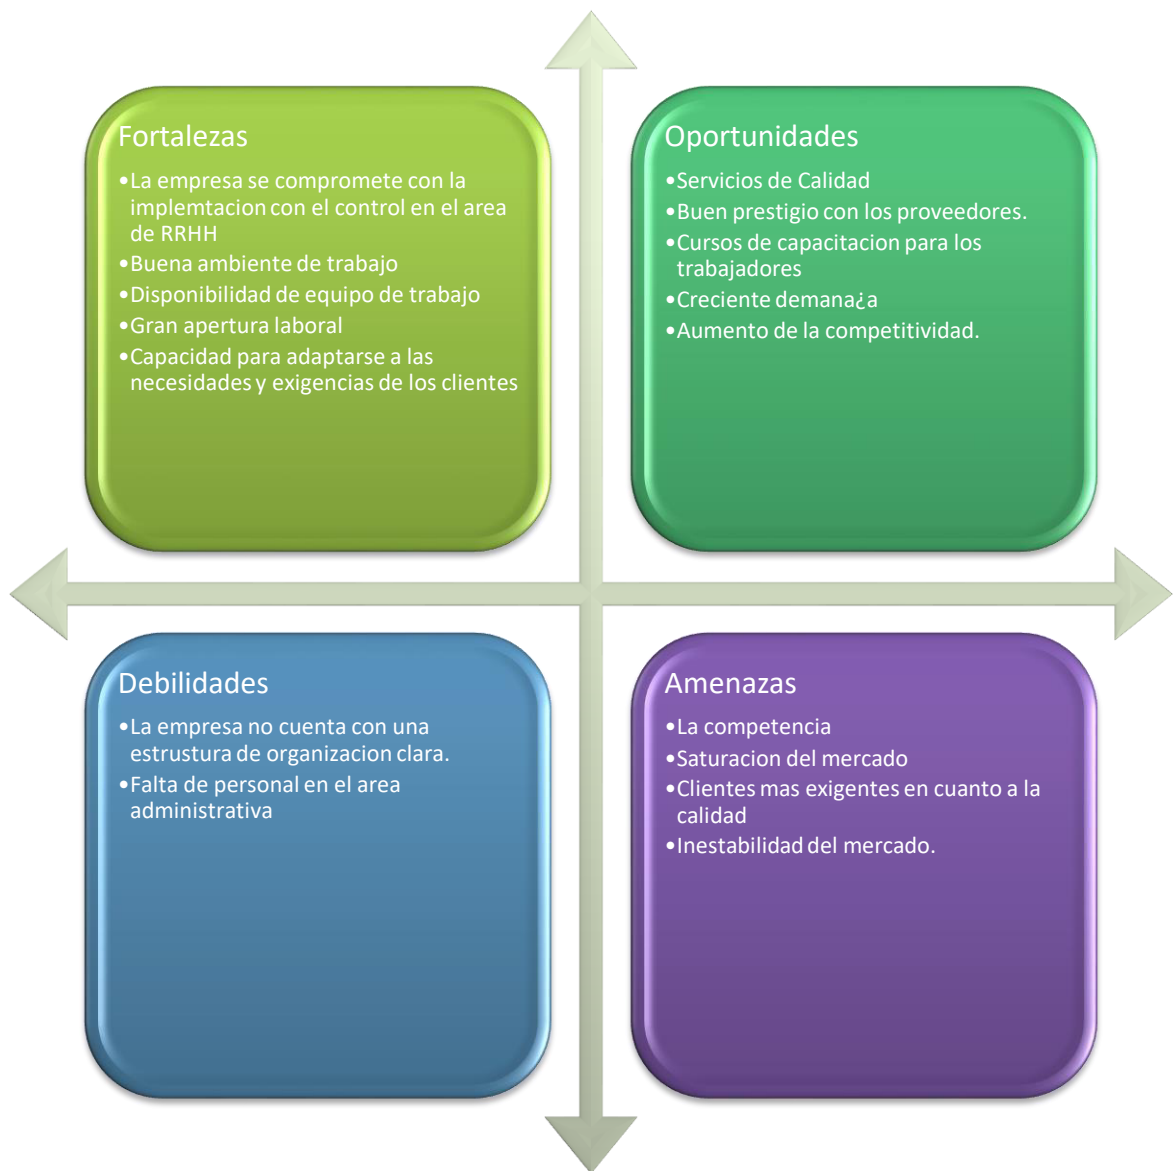 Fortalezas
•La empresa se compromete con la
implemtacion con el control en el area
de RRHH
•Buena ambiente de trabajo
•Disponibilidad de equipo de trabajo
•Gran apertura laboral
•Capacidad para adaptarse a las
necesidades y exigencias de los clientes
Oportunidades
•Servicios de Calidad
•Buen prestigio con los proveedores.
•Cursos de capacitacion para los
trabajadores
•Creciente demana¿a
•Aumento de la competitividad.
Debilidades
•La empresa no cuenta con una
estrustura de organizacion clara.
•Falta de personal en el area
administrativa
Amenazas
•La competencia
•Saturacion del mercado
•Clientes mas exigentes en cuanto a la
calidad
•Inestabilidad del mercado.